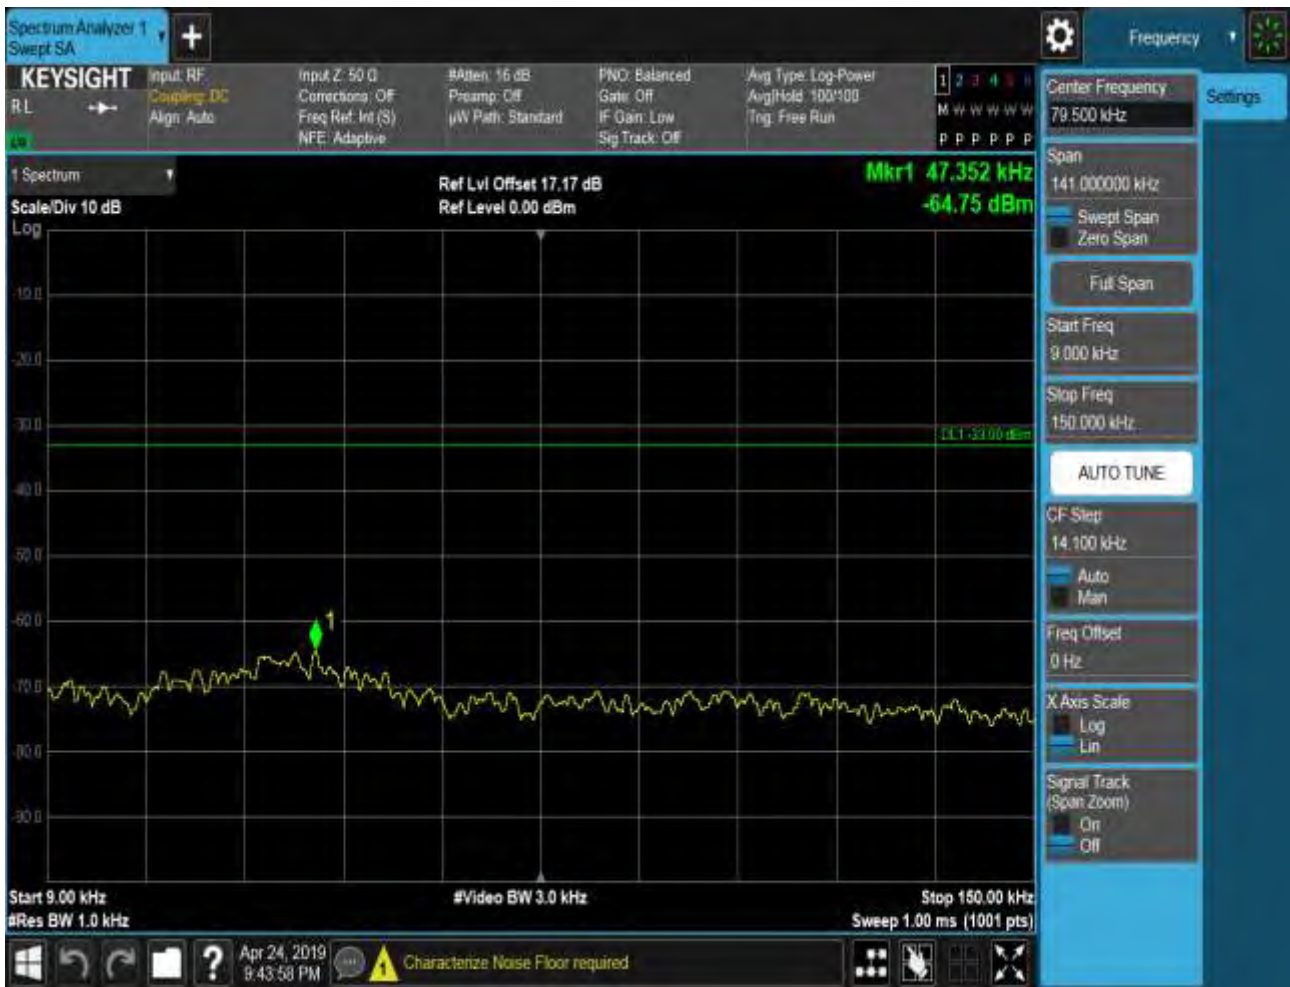 Spectrum Analyzer 1
Swept SA
+
Frequency
KEYSIGHT
R L
Input: RF
Coupling: DC
Align: Auto
Input Z: 50 Ω
Corrections: Off
Freq Ref: Int (S)
NFE: Adaptive
#Atten: 16 dB
Preamp: Off
µW Path: Standard
PNO: Balanced
Gate: Off
IF Gain: Low
Sig Track: Off
Avg Type: Log-Power
Avg|Hold: 100/100
Trig: Free Run
1 2 3 4 5 6
M W W W W W
P P P P P P
Center Frequency
79.500 kHz
Settings
Span
141.000000 kHz
Swept Span
Zero Span
Full Span
Start Freq
9.000 kHz
Stop Freq
150.000 kHz
AUTO TUNE
CF Step
14.100 kHz
Auto
Man
Freq Offset
0 Hz
X Axis Scale
Log
Lin
Signal Track
(Span Zoom)
On
Off
1 Spectrum
Scale/Div 10 dB
Log
Ref Lvl Offset 17.17 dB
Ref Level 0.00 dBm
Mkr1 47.352 kHz
-64.75 dBm
-10.0
-20.0
-30.0
DL1 -33.00 dBm
-40.0
-50.0
-60.0
1
-70.0
-80.0
-90.0
Start 9.00 kHz
#Video BW 3.0 kHz
Stop 150.00 kHz
#Res BW 1.0 kHz
Sweep 1.00 ms (1001 pts)
?
Apr 24, 2019
9:43:58 PM
1
Characterize Noise Floor required